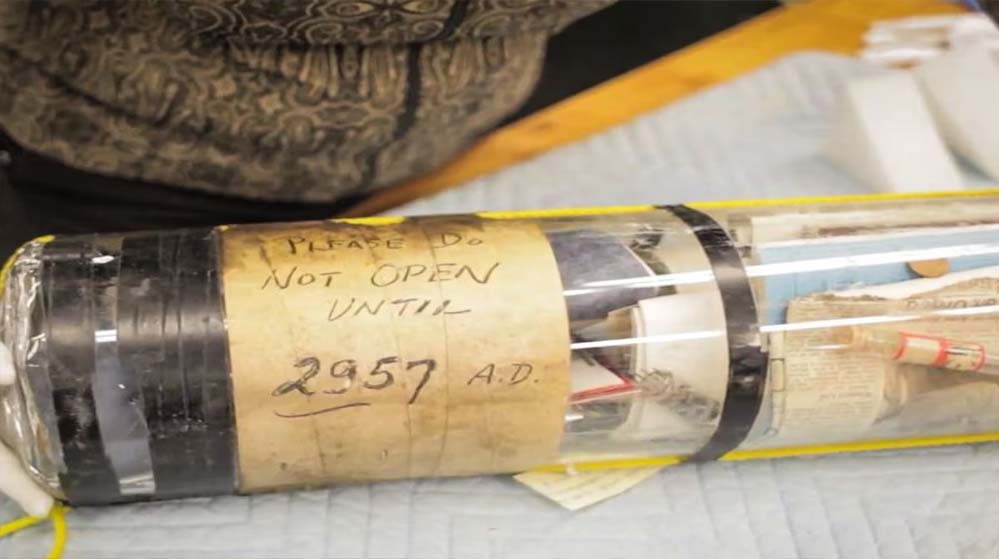 PLEASE DO
NOT OPEN
UNTIL
2957 A.D.